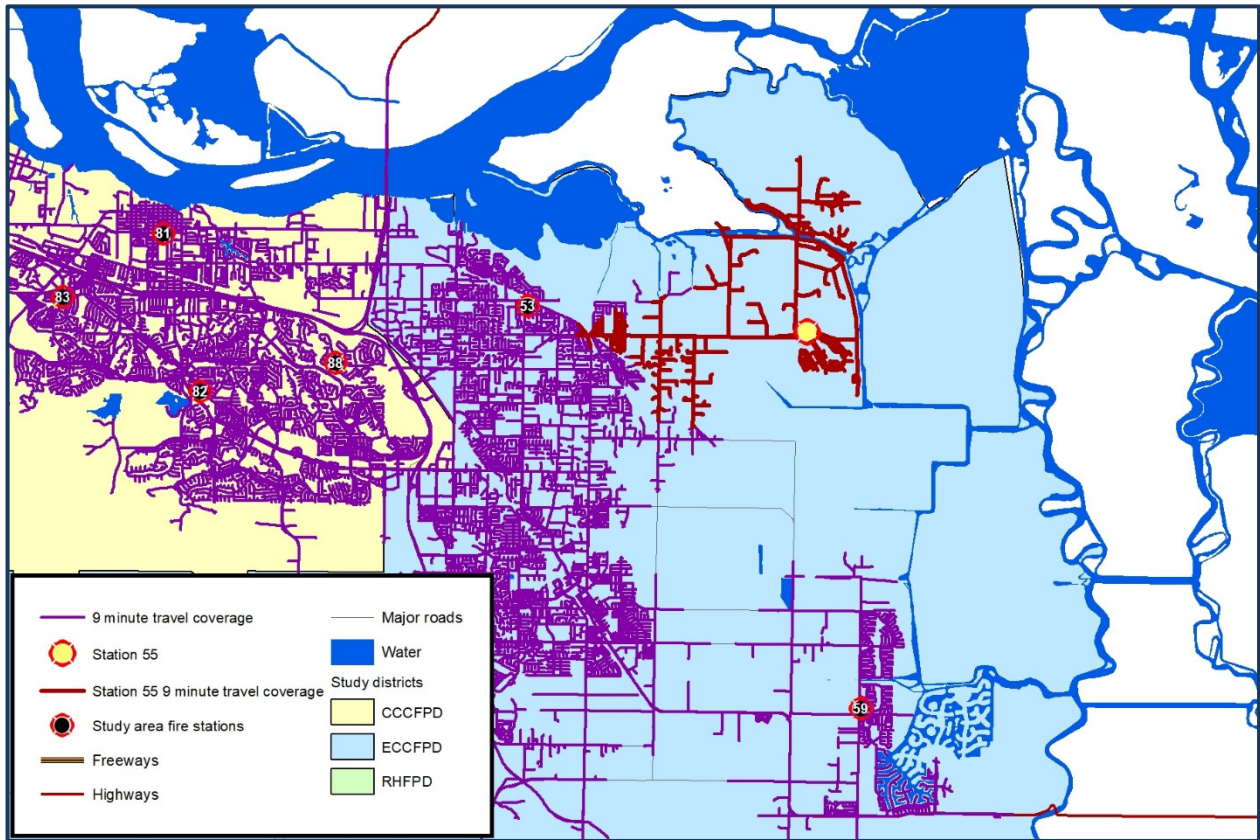 81
83
53
88
82
59
9 minute travel coverage
Station 55
Station 55 9 minute travel coverage
Study area fire stations
Freeways
Highways
Major roads
Water
Study districts
CCCFPD
ECCFPD
RHFPD